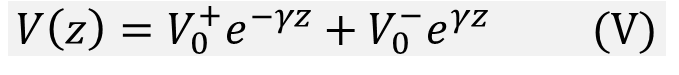 V(z) = V₀⁺e^{−γz} + V₀⁻e^{γz} (V)